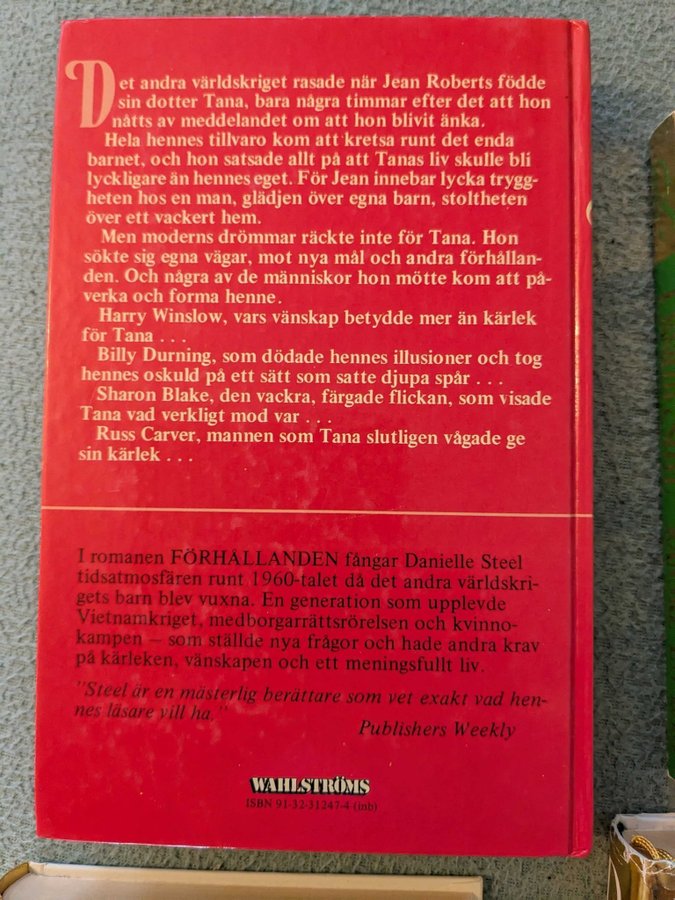 Det andra världskriget rasade när Jean Roberts födde
sin dotter Tana, bara några timmar efter det att hon
nåtts av meddelandet om att hon blivit änka.
Hela hennes tillvaro kom att kretsa runt det enda
barnet, och hon satsade allt på att Tanas liv skulle bli
lyckligare än hennes eget. För Jean innebar lycka trygg-
heten hos en man, glädjen över egna barn, stoltheten
över ett vackert hem.
Men moderns drömmar räckte inte för Tana. Hon
sökte sig egna vägar, mot nya mål och andra förhållan-
den. Och några av de människor hon mötte kom att på-
verka och forma henne.
Harry Winslow, vars vänskap betydde mer än kärlek
för Tana . . .
Billy Durning, som dödade hennes illusioner och tog
hennes oskuld på ett sätt som satte djupa spår . . .
Sharon Blake, den vackra, färgade flickan, som visade
Tana vad verkligt mod var . . .
Russ Carver, mannen som Tana slutligen vågade ge
sin kärlek . . .
I romanen FÖRHÅLLANDEN fångar Danielle Steel
tidsatmosfären runt 1960-talet då det andra världskri-
gets barn blev vuxna. En generation som upplevde
Vietnamkriget, medborgarrättsrörelsen och kvinno-
kampen – som ställde nya frågor och hade andra krav
på kärleken, vänskapen och ett meningsfullt liv.
"Steel är en mästerlig berättare som vet exakt vad hen-
nes läsare vill ha."
Publishers Weekly
WAHLSTRÖMS
ISBN 91-32-31247-4 (inb)